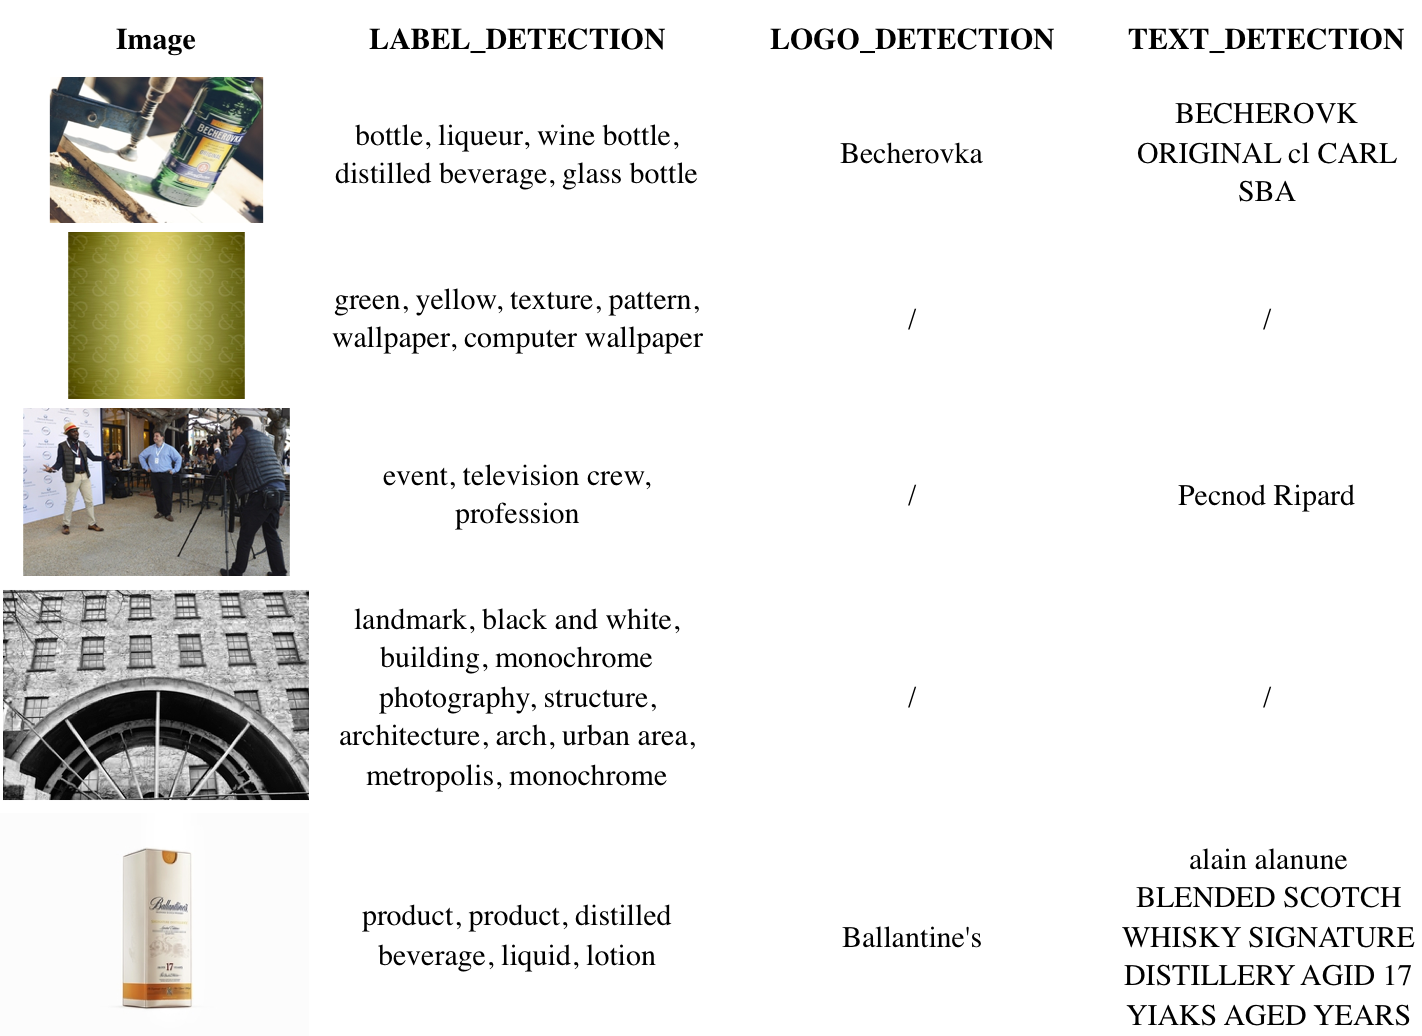 Image
LABEL_DETECTION
LOGO_DETECTION
TEXT_DETECTION
BECHEROVKA
bottle, liqueur, wine bottle,
distilled beverage, glass bottle
Becherovka
BECHEROVK
ORIGINAL cl CARL
SBA
green, yellow, texture, pattern,
wallpaper, computer wallpaper
/
/
event, television crew,
profession
/
Pecnod Ripard
landmark, black and white,
building, monochrome
photography, structure,
architecture, arch, urban area,
metropolis, monochrome
/
/
Ballantine's
17
product, product, distilled
beverage, liquid, lotion
Ballantine's
alain alanune
BLENDED SCOTCH
WHISKY SIGNATURE
DISTILLERY AGID 17
YIAKS AGED YEARS